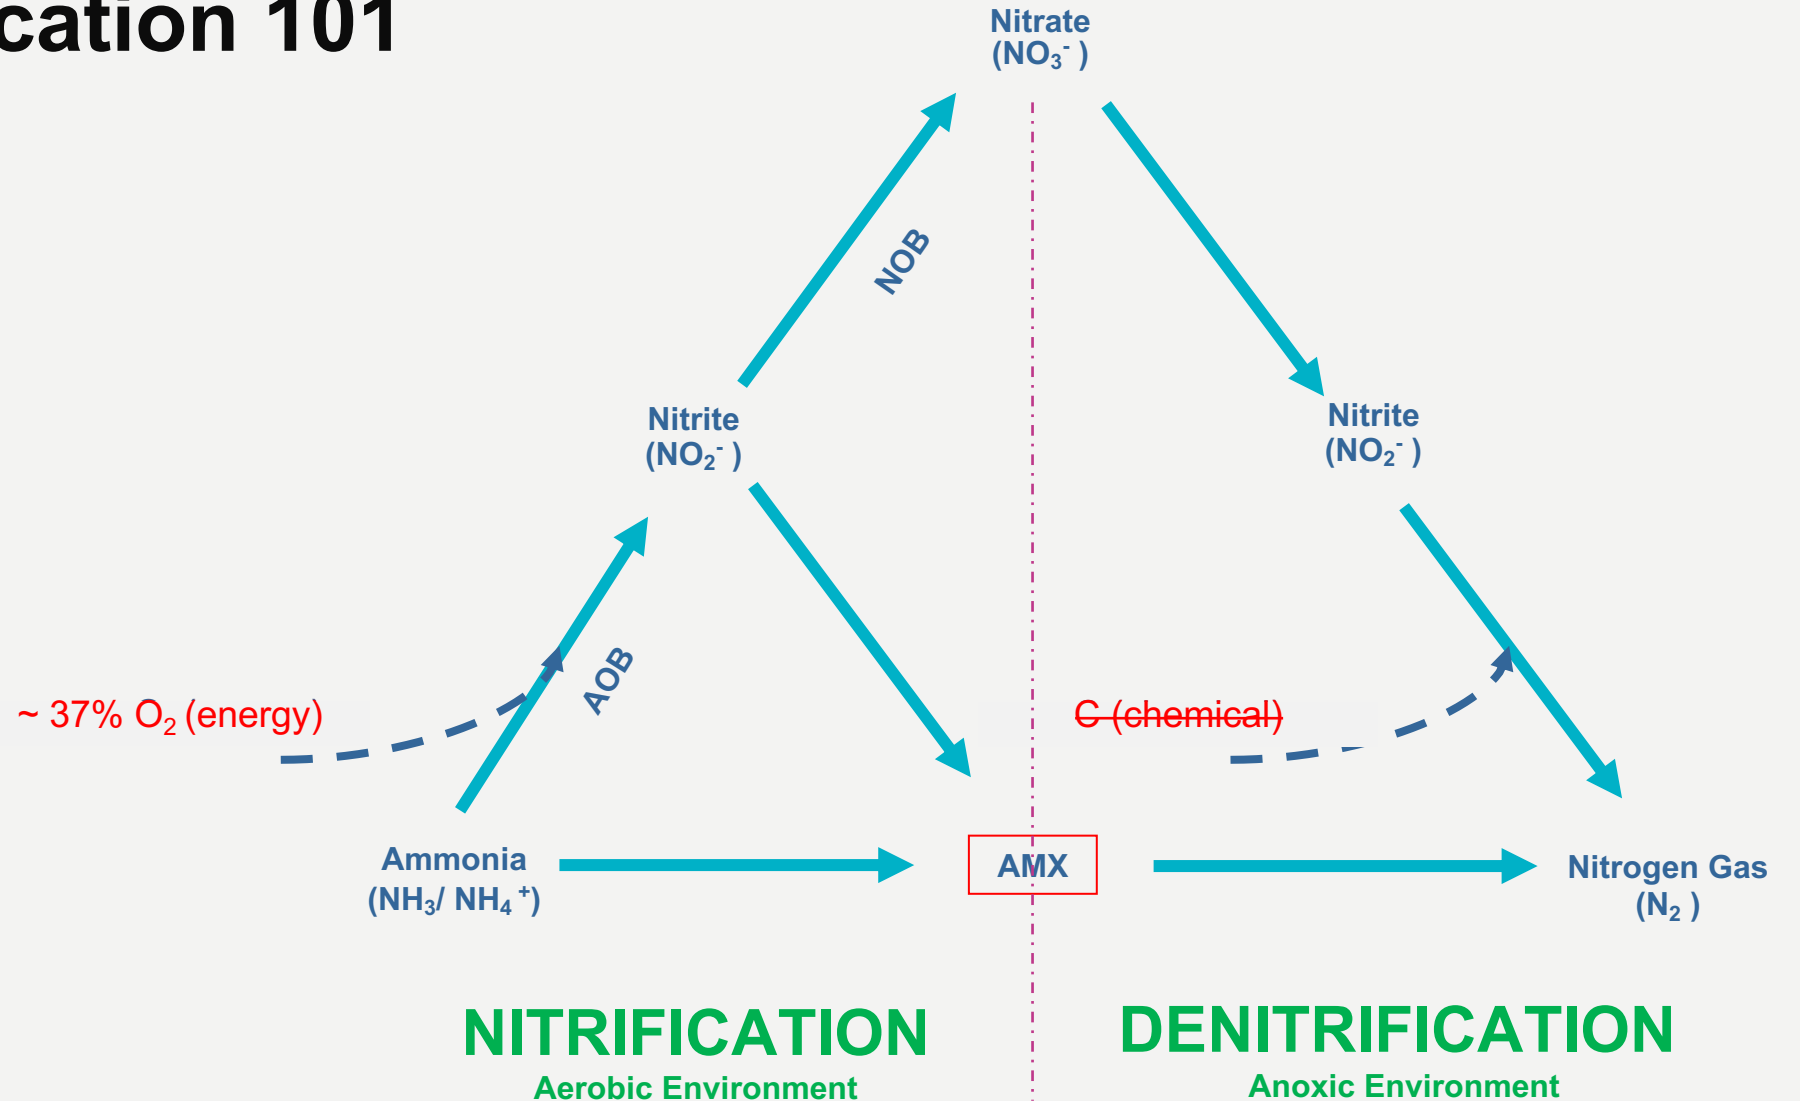 cation 101
Nitrate
(NO₃⁻ )
NOB
Nitrite
(NO₂⁻ )
Nitrite
(NO₂⁻ )
AOB
~ 37% O₂ (energy)
C (chemical)
Ammonia
(NH₃/ NH₄ ⁺)
AMX
Nitrogen Gas
(N₂ )
NITRIFICATION
Aerobic Environment
DENITRIFICATION
Anoxic Environment